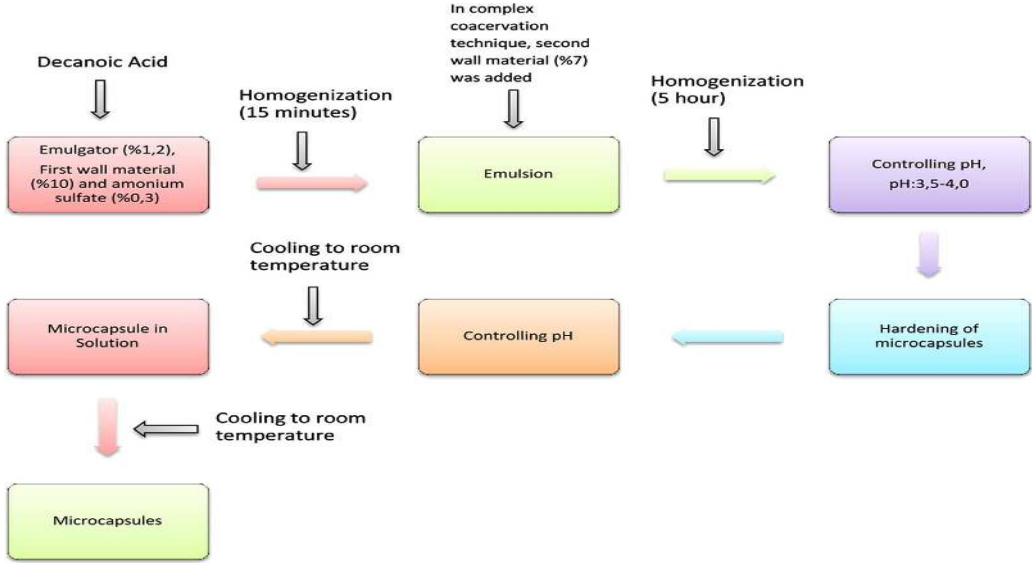 In complex
coacervation
technique, second
wall material (%7)
was added
Decanoic Acid
Homogenization
(15 minutes)
Homogenization
(5 hour)
Emulgator (%1,2),
First wall material
(%10) and amonium
sulfate (%0,3)
Emulsion
Controlling pH,
pH:3,5-4,0
Cooling to room
temperature
Microcapsule in
Solution
Controlling pH
Hardening of
microcapsules
Cooling to room
temperature
Microcapsules